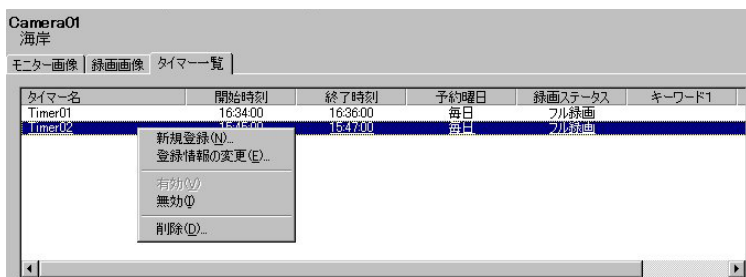 Camera01
海岸
モニター画像 録画画像 タイマー一覧
タイマー名 開始時刻 終了時刻 予約曜日 録画ステータス キーワード1
Timer01 16:34:00 16:36:00 毎日 フル録画
Timer02 15:47:00 毎日 フル録画
新規登録(N)...
登録情報の変更(E)...
有効(V)
無効(I)
削除(D)...